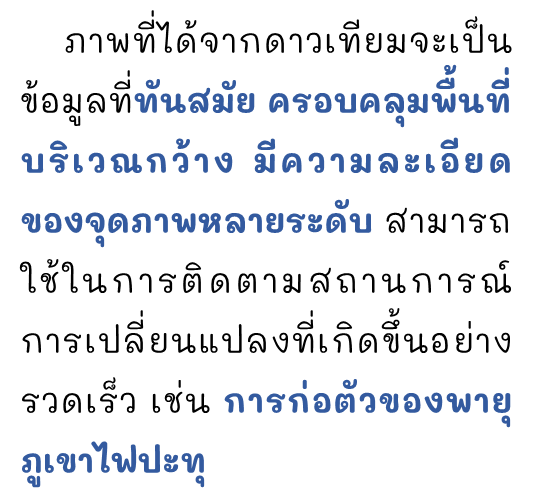 ภาพที่ได้จากดาวเทียมจะเป็น
ข้อมูลที่ทันสมัย ครอบคลุมพื้นที่
บริเวณกว้าง มีความละเอียด
ของจุดภาพหลายระดับ สามารถ
ใช้ในการติดตามสถานการณ์
การเปลี่ยนแปลงที่เกิดขึ้นอย่าง
รวดเร็ว เช่น การก่อตัวของพายุ
ภูเขาไฟปะทุ